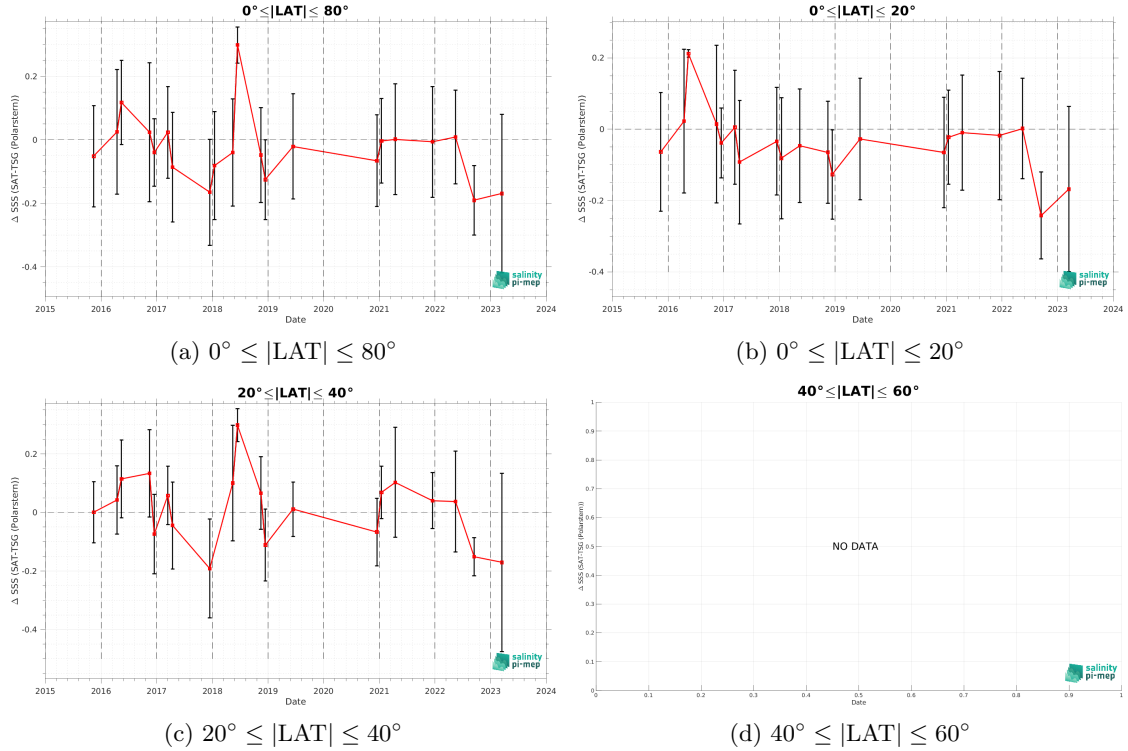 0°≤|LAT|≤ 80°
Δ SSS (SAT-TSG (Polarstern))
0.2
0
-0.2
-0.4
2015 2016 2017 2018 2019 2020 2021 2022 2023 2024
Date
salinity
pi-mep
(a) 0° ≤ |LAT| ≤ 80°
0°≤|LAT|≤ 20°
Δ SSS (SAT-TSG (Polarstern))
0.2
0
-0.2
-0.4
2015 2016 2017 2018 2019 2020 2021 2022 2023 2024
Date
salinity
pi-mep
(b) 0° ≤ |LAT| ≤ 20°
20°≤|LAT|≤ 40°
Δ SSS (SAT-TSG (Polarstern))
0.2
0
-0.2
-0.4
2015 2016 2017 2018 2019 2020 2021 2022 2023 2024
Date
salinity
pi-mep
(c) 20° ≤ |LAT| ≤ 40°
40°≤|LAT|≤ 60°
Δ SSS (SAT-TSG (Polarstern))
1
0.9
0.8
0.7
0.6
0.5
0.4
0.3
0.2
0.1
0
NO DATA
0 0.1 0.2 0.3 0.4 0.5 0.6 0.7 0.8 0.9 1
Date
salinity
pi-mep
(d) 40° ≤ |LAT| ≤ 60°